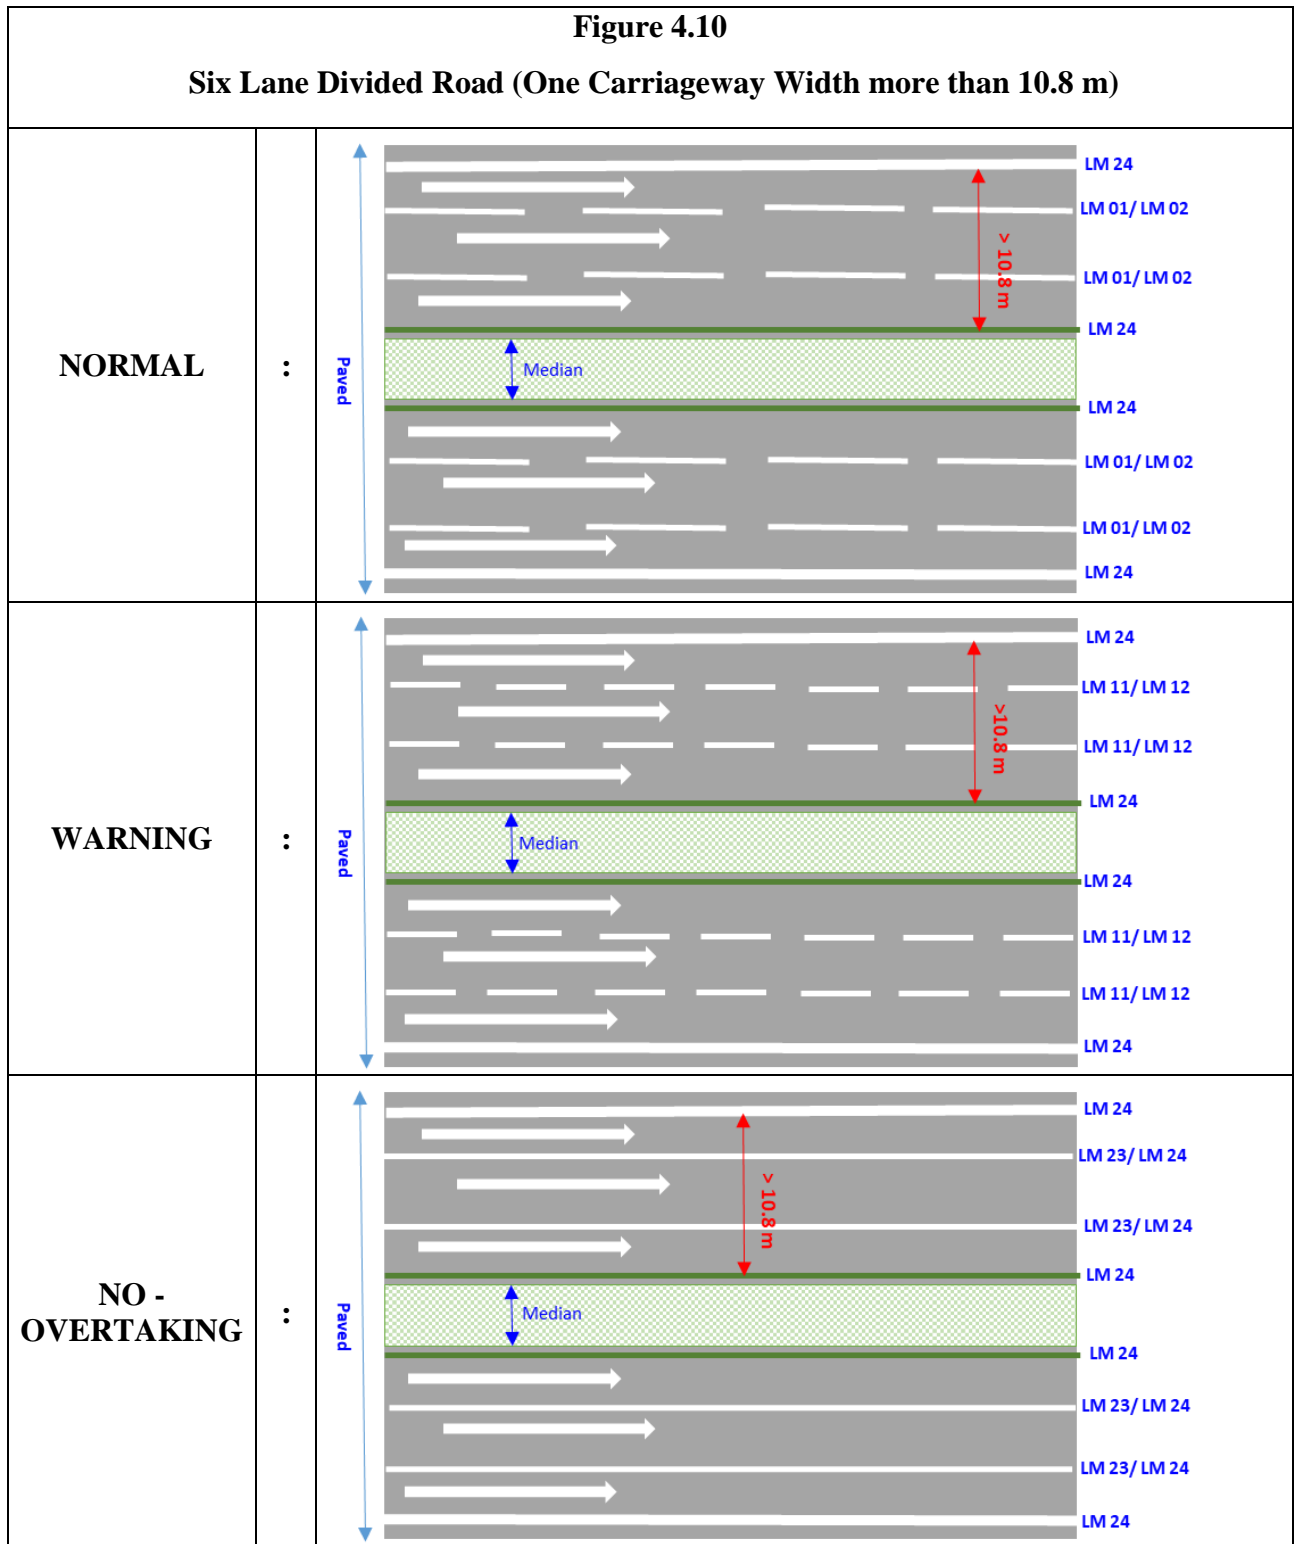 Figure 4.10
Six Lane Divided Road (One Carriageway Width more than 10.8 m)
NORMAL
:
Paved
LM 24
LM 01/ LM 02
> 10.8 m
LM 01/ LM 02
LM 24
Median
LM 24
LM 01/ LM 02
LM 01/ LM 02
LM 24
WARNING
:
Paved
LM 24
LM 11/ LM 12
>10.8 m
LM 11/ LM 12
LM 24
Median
LM 24
LM 11/ LM 12
LM 11/ LM 12
LM 24
NO -
OVERTAKING
:
Paved
LM 24
LM 23/ LM 24
> 10.8 m
LM 23/ LM 24
LM 24
Median
LM 24
LM 23/ LM 24
LM 23/ LM 24
LM 24